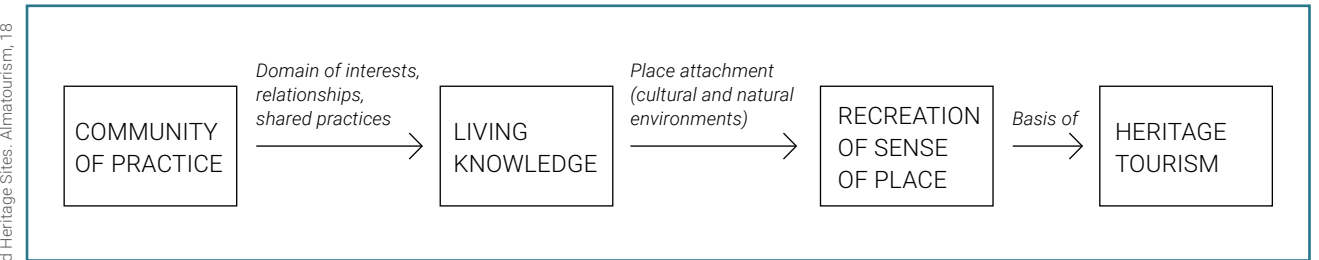 d Heritage Sites. Almatourism, 18
COMMUNITY
OF PRACTICE
Domain of interests,
relationships,
shared practices
LIVING
KNOWLEDGE
Place attachment
(cultural and natural
environments)
RECREATION
OF SENSE
OF PLACE
Basis of
HERITAGE
TOURISM